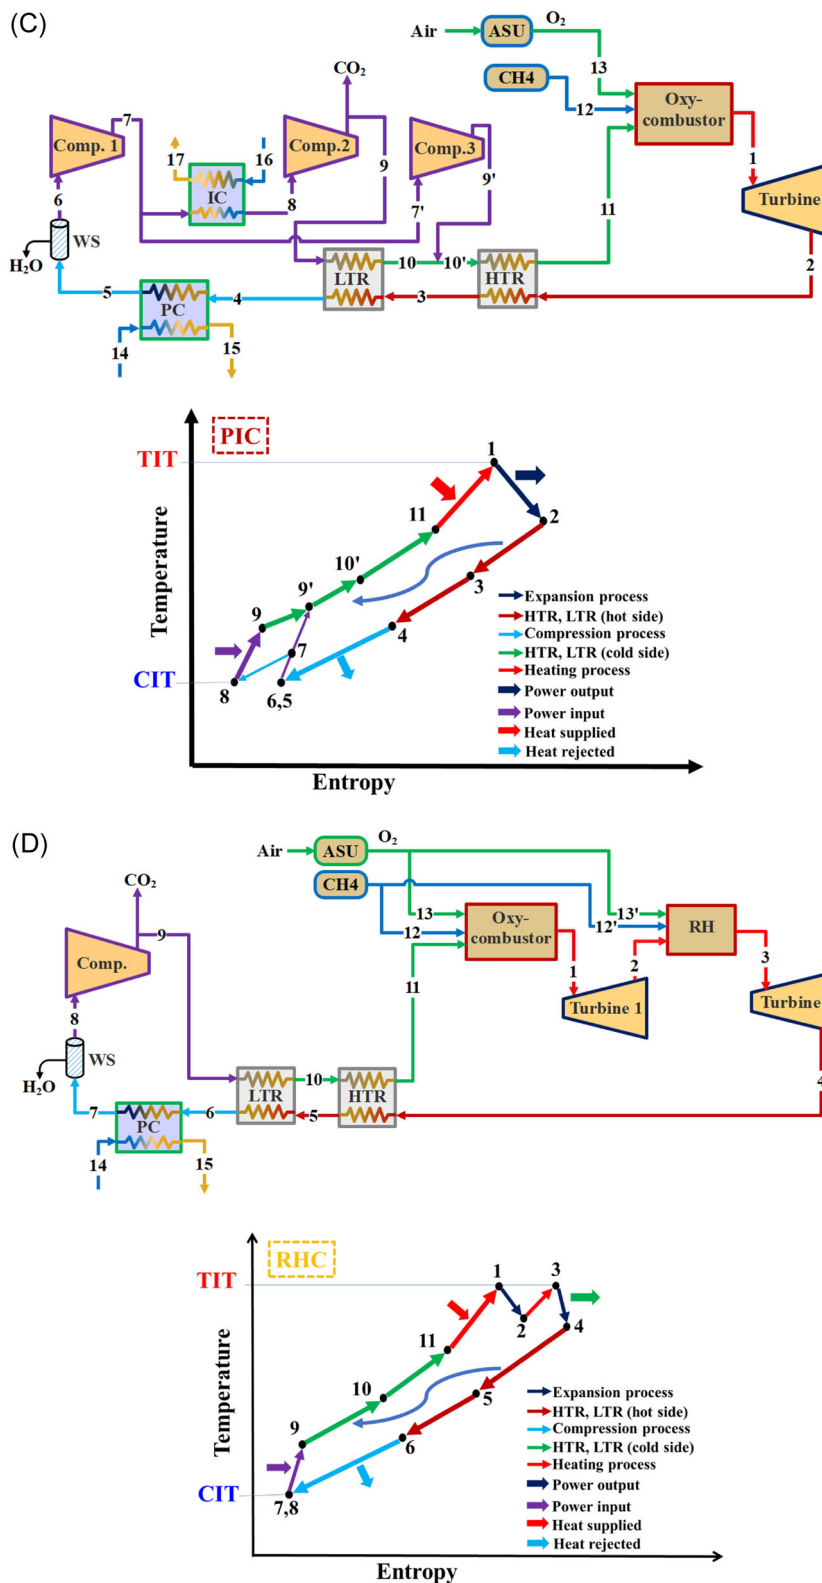 (C)
Air
ASU
O₂
CH4
13
12
Oxy-
combustor
CO₂
Comp. 1
7
17
16
IC
Comp.2
8
9
Comp.3
9'
7'
11
1
Turbine
2
6
WS
H₂O
5
PC
4
LTR
10
10'
HTR
3
14
15
PIC
TIT
CIT
Temperature
Entropy
1
2
11
3
10'
9'
9
4
7
8
6,5
Expansion process
HTR, LTR (hot side)
Compression process
HTR, LTR (cold side)
Heating process
Power output
Power input
Heat supplied
Heat rejected
(D)
Air
ASU
O₂
CH4
CO₂
Comp.
9
13
12
Oxy-
combustor
13'
12'
RH
11
1
Turbine 1
2
3
Turbine
4
8
WS
H₂O
7
PC
6
LTR
10
HTR
5
14
15
RHC
TIT
CIT
Temperature
Entropy
1
3
2
4
11
10
5
9
6
7,8
Expansion process
HTR, LTR (hot side)
Compression process
HTR, LTR (cold side)
Heating process
Power output
Power input
Heat supplied
Heat rejected